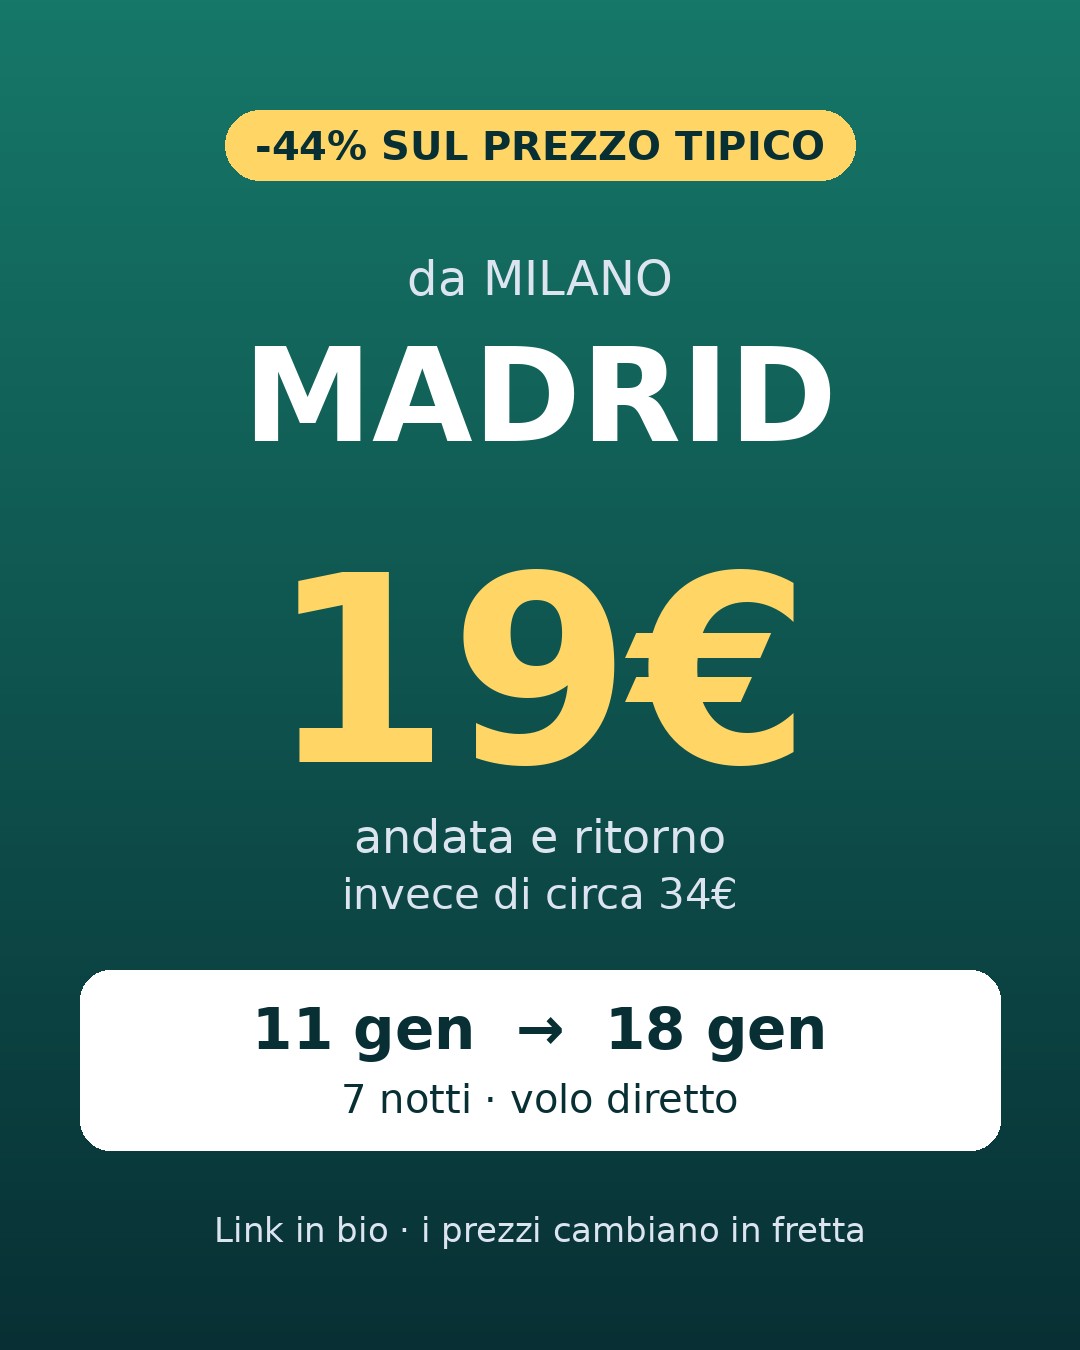 -44% SUL PREZZO TIPICO
da MILANO
MADRID
19€
andata e ritorno
invece di circa 34€
11 gen → 18 gen
7 notti · volo diretto
Link in bio · i prezzi cambiano in fretta